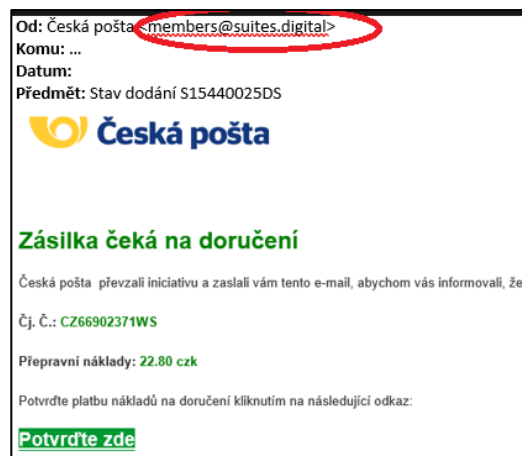 Od: Česká pošta <members@suites.digital>
Komu: ...
Datum:
Předmět: Stav dodání S15440025DS
Česká pošta
Zásilka čeká na doručení
Česká pošta převzali iniciativu a zaslali vám tento e-mail, abychom vás informovali, že
Čj. Č.: CZ66902371WS
Přepravní náklady: 22.80 czk
Potvrďte platbu nákladů na doručení kliknutím na následující odkaz:
Potvrďte zde